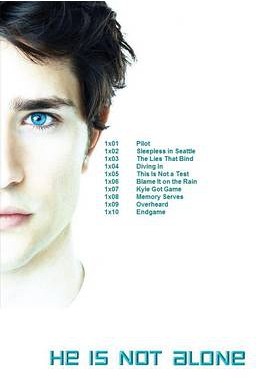 1x01 Pilot
1x02 Sleepless in Seattle
1x03 The Lies That Bind
1x04 Diving in
1x05 This Is Not a Test
1x06 Blame It on the Rain
1x07 Kyle Got Game
1x08 Memory Serves
1x09 Overheard
1x10 Endgame
HE IS NOT ALONE